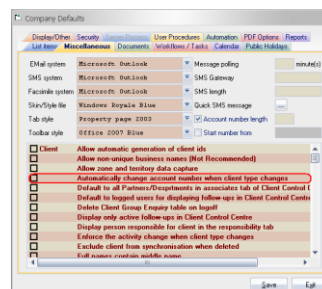 Company Defaults
Display/Other Security User Procedures Automation PDF Options Reports
List items Miscellaneous Documents Workflows / Tasks Calendar Public Holidays
EMail system Microsoft Outlook Message polling minute(s)
SMS system Microsoft Outlook SMS Gateway
Facsimile system Microsoft Outlook SMS length
Skin/Style file Windows Royale Blue Quick SMS message ...
Tab style Property page 2003 Account number length
Toolbar style Office 2007 Blue Start number from
Client Allow automatic generation of client ids
Allow non-unique business names (Not Recommended)
Allow zone and territory data capture
Automatically change account number when client type changes
Default to all Partners/Desprtments in associates tab of Client Control C
Default to logged users for displaying follow-ups in Client Control Centre
Delete Client Group Enquiry table on logoff
Display only active follow-ups in Client Control Centre
Display person responsible for client in the responsibility tab
Enforce the activity change when client type changes
Exclude client from synchronisation when deleted
Full names contain middle name
Save Exit